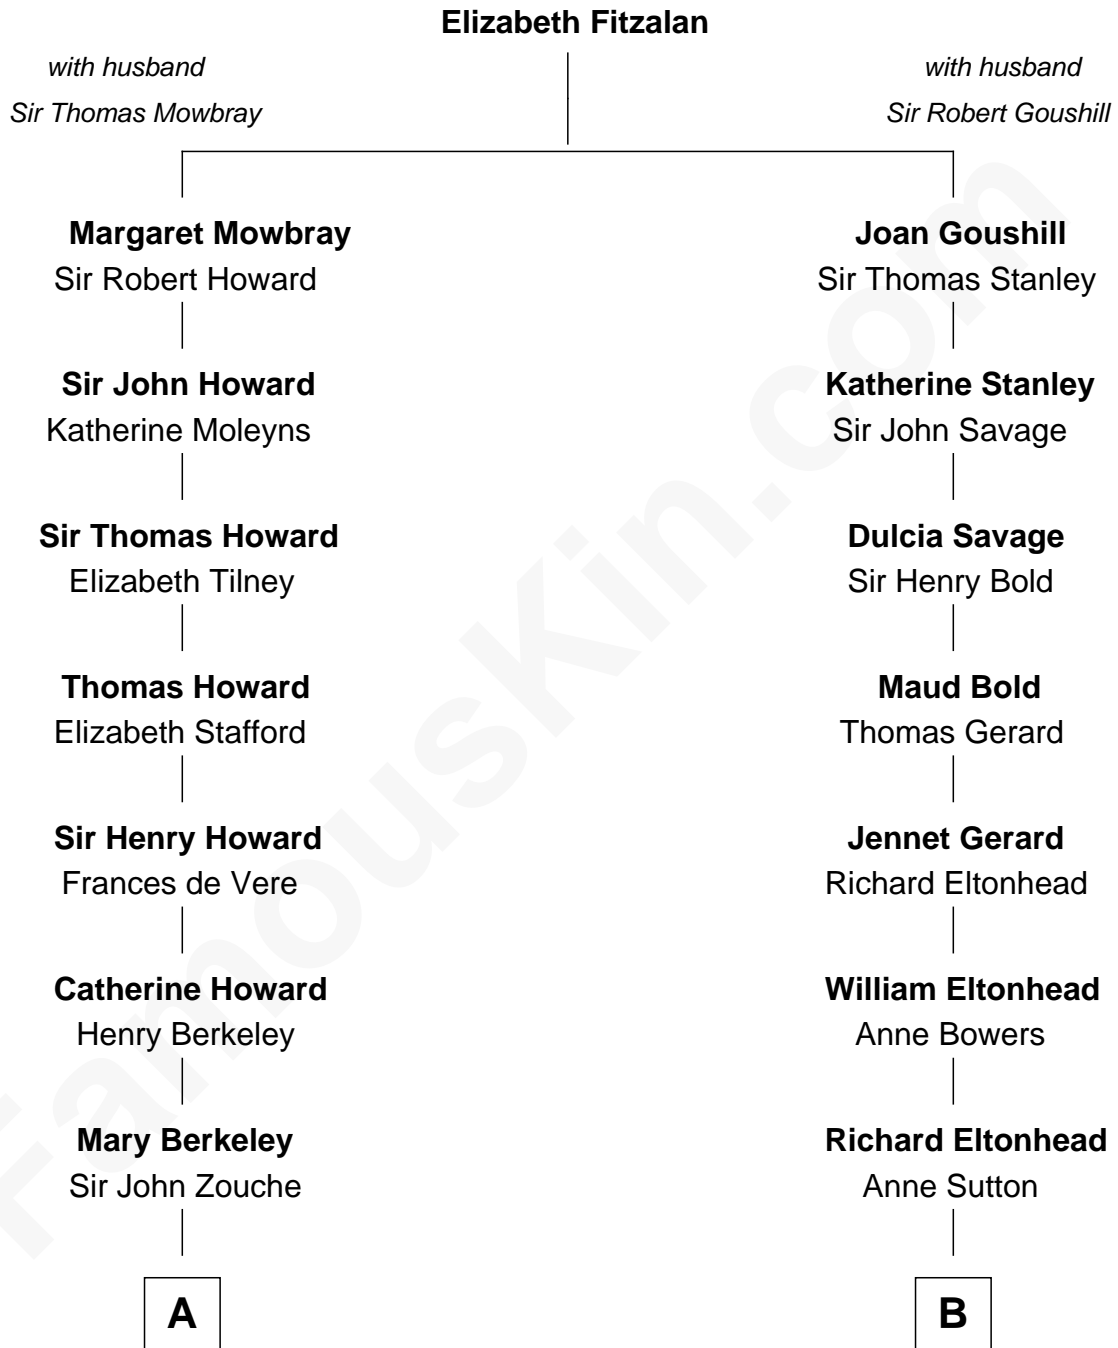 Elizabeth Fitzalan
with husband
Sir Thomas Mowbray
with husband
Sir Robert Goushill
Margaret Mowbray
Sir Robert Howard
Joan Goushill
Sir Thomas Stanley
Sir John Howard
Katherine Moleyns
Katherine Stanley
Sir John Savage
Sir Thomas Howard
Elizabeth Tilney
Dulcia Savage
Sir Henry Bold
Thomas Howard
Elizabeth Stafford
Maud Bold
Thomas Gerard
Sir Henry Howard
Frances de Vere
Jennet Gerard
Richard Eltonhead
Catherine Howard
Henry Berkeley
William Eltonhead
Anne Bowers
Mary Berkeley
Sir John Zouche
Richard Eltonhead
Anne Sutton
A
B
FamousKin.com